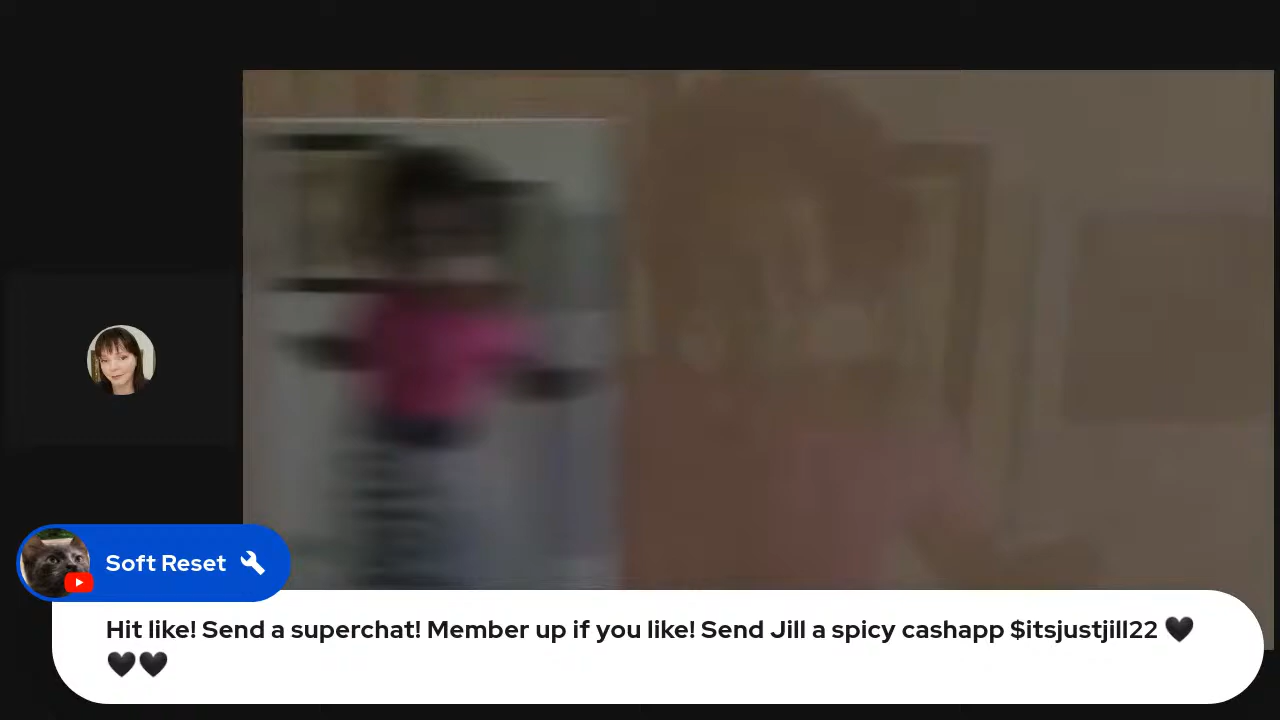 Soft Reset
Hit like! Send a superchat! Member up if you like! Send Jill a spicy cashapp $itsjustjill22 🖤
🖤🖤